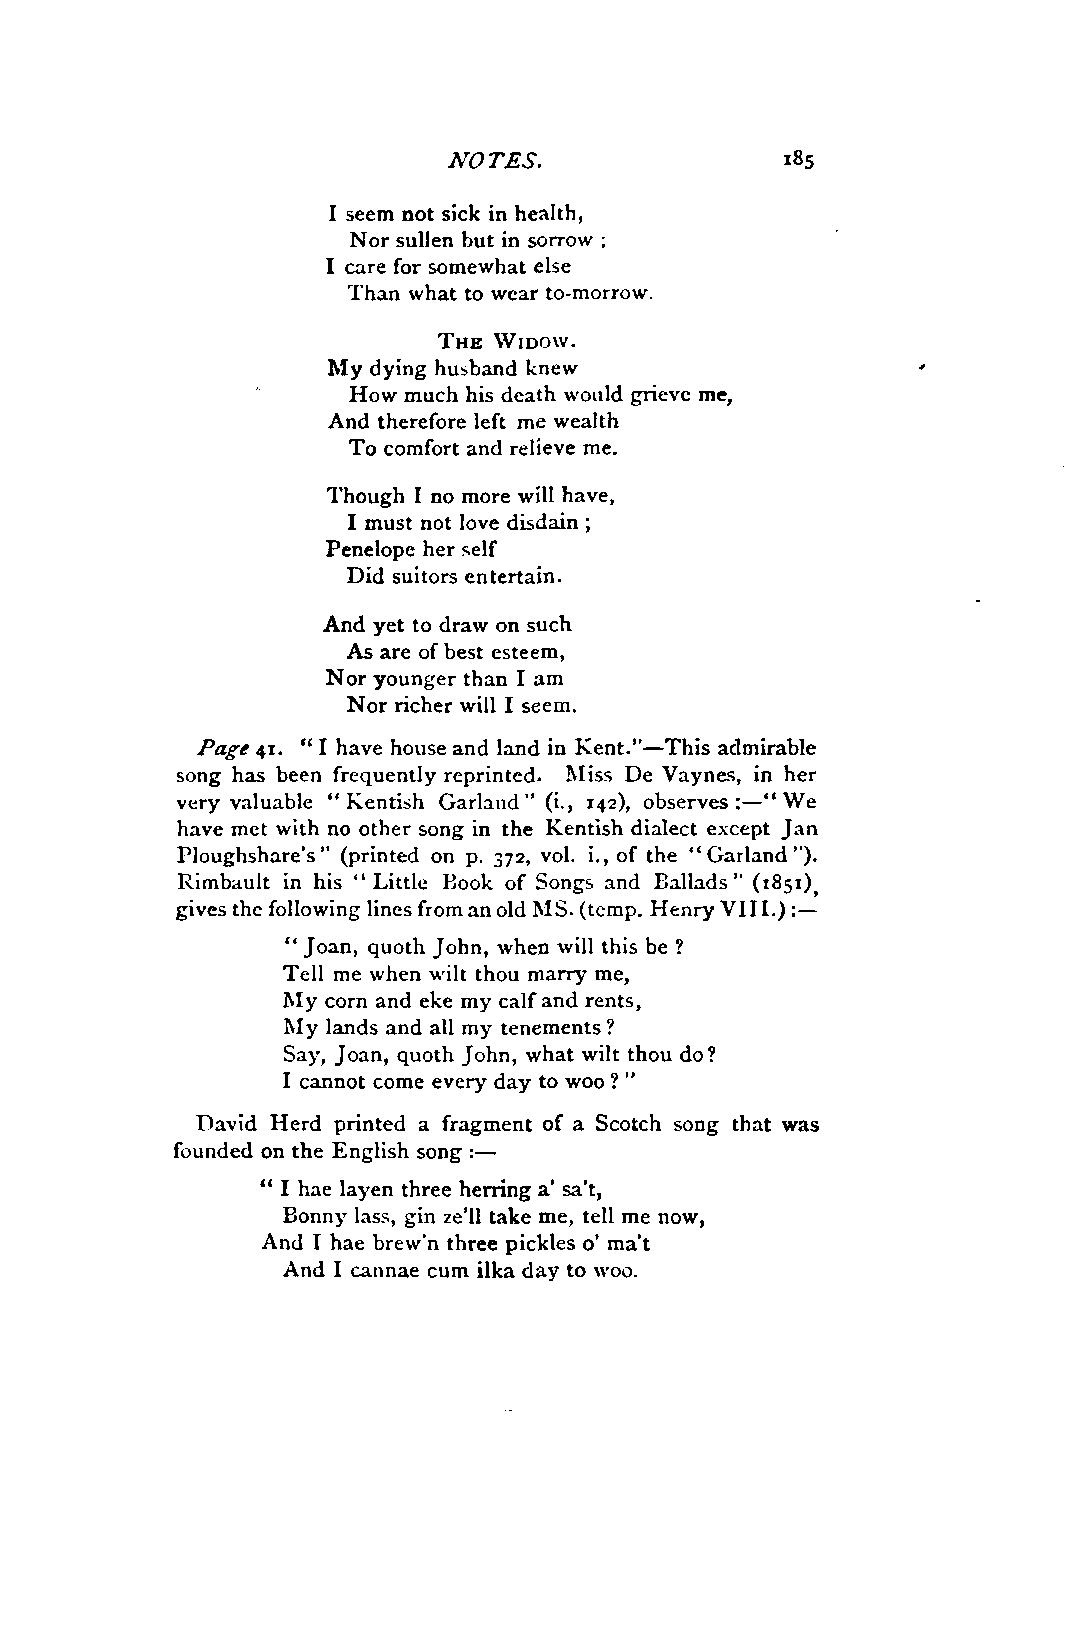 NOTES. 185
I seem not sick in health,
Nor sullen but in sorrow ;
I care for somewhat else
Than what to wear to-morrow.
THE WIDOW.
My dying husband knew
How much his death would grieve me,
And therefore left me wealth
To comfort and relieve me.
Though I no more will have,
I must not love disdain ;
Penelope her self
Did suitors entertain.
And yet to draw on such
As are of best esteem,
Nor younger than I am
Nor richer will I seem.
Page 41. “ I have house and land in Kent.”—This admirable
song has been frequently reprinted. Miss De Vaynes, in her
very valuable “ Kentish Garland ” (i., 142), observes :—“ We
have met with no other song in the Kentish dialect except Jan
Ploughshare's ” (printed on p. 372, vol. i., of the “ Garland ”).
Rimbault in his “ Little Book of Songs and Ballads ” (1851),
gives the following lines from an old MS. (temp. Henry VIII.) :—
“ Joan, quoth John, when will this be ?
Tell me when wilt thou marry me,
My corn and eke my calf and rents,
My lands and all my tenements ?
Say, Joan, quoth John, what wilt thou do ?
I cannot come every day to woo ? ”
David Herd printed a fragment of a Scotch song that was
founded on the English song :—
“ I hae layen three herring a' sa't,
Bonny lass, gin ze'll take me, tell me now,
And I hae brew'n three pickles o' ma't
And I cannae cum ilka day to woo.